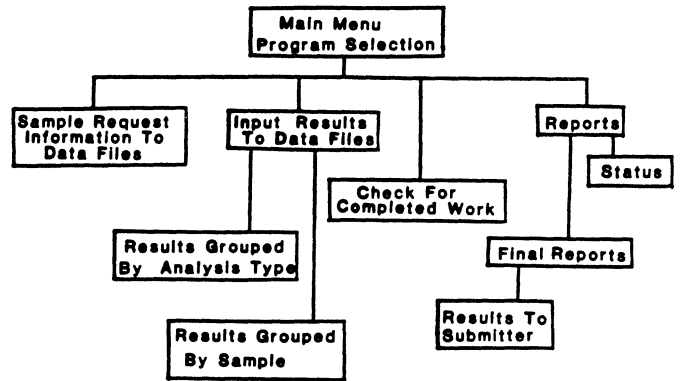 Main Menu
Program Selection
Sample Request
Information To
Data Files
Input Results
To Data Files
Reports
Status
Check For
Completed Work
Results Grouped
By Analysis Type
Final Reports
Results Grouped
By Sample
Results To
Submitter